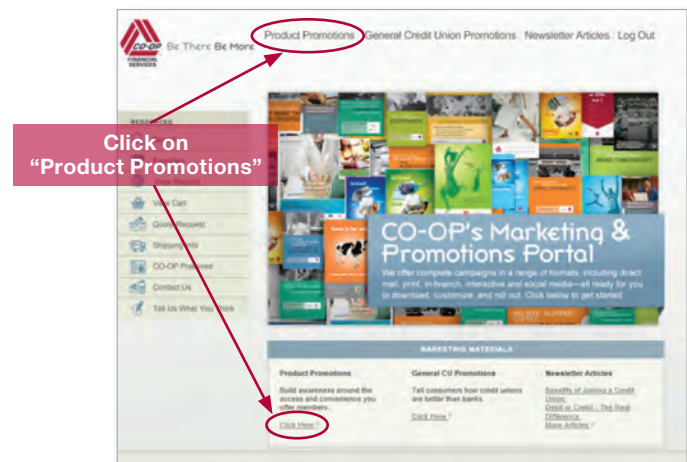 CO-OP
FINANCIAL
SERVICES
Be There Be More
Product Promotions General Credit Union Promotions Newsletter Articles Log Out
Click on
“Product Promotions”
RESOURCES
View Reports
View Cart
Quote Request
Shipping Info
CO-OP Preferred
Contact Us
Tell Us What You Think
CO-OP's Marketing &
Promotions Portal
We offer complete campaigns in a range of formats, including direct
mail, print, in-branch, interactive and social media—all ready for you
to download, customize, and roll out. Click below to get started.
MARKETING MATERIALS
Product Promotions
Build awareness around the
access and convenience you
offer members.
Click Here
General CU Promotions
Tell consumers how credit unions
are better than banks.
Click Here
Newsletter Articles
Benefits of Joining a Credit
Union
Debit or Credit - The Real
Difference
More Articles